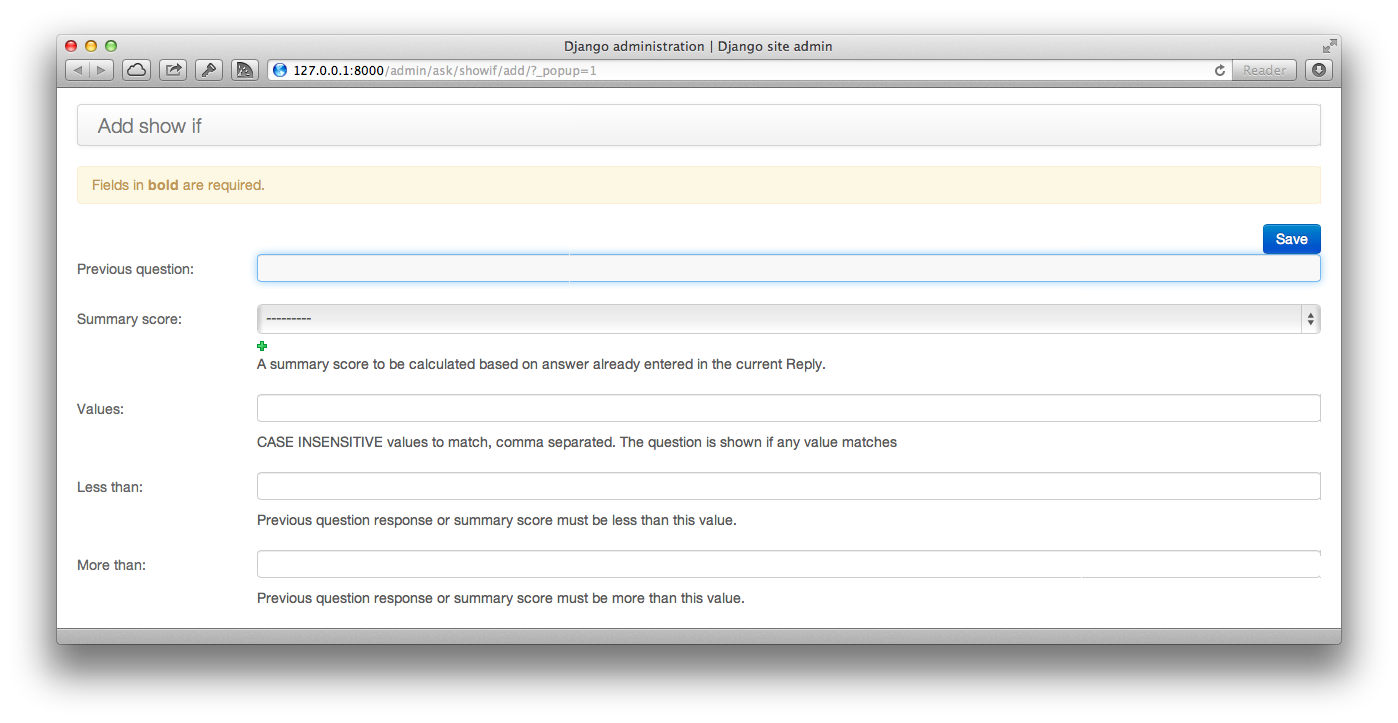 Django administration | Django site admin
127.0.0.1:8000/admin/ask/showif/add/?_popup=1
Reader
Add show if
Fields in bold are required.
Save
Previous question:
Summary score:
---------
A summary score to be calculated based on answer already entered in the current Reply.
Values:
CASE INSENSITIVE values to match, comma separated. The question is shown if any value matches
Less than:
Previous question response or summary score must be less than this value.
More than:
Previous question response or summary score must be more than this value.